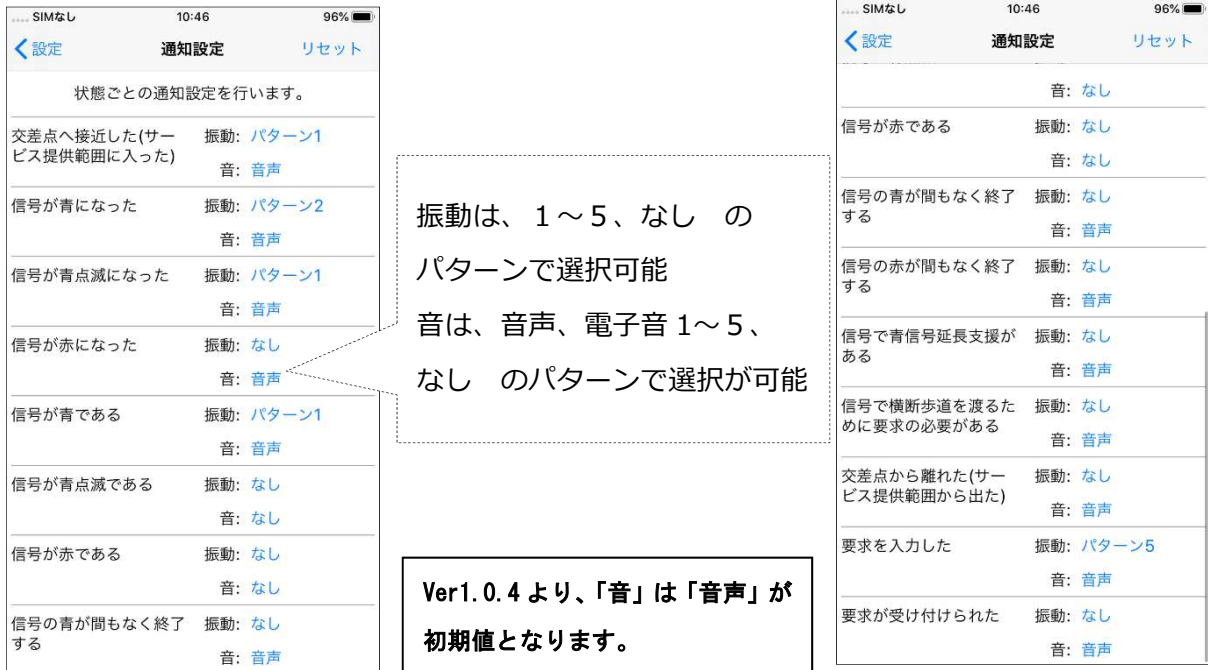 SIMなし 10:46 96%
設定 通知設定 リセット
状態ごとの通知設定を行います。
交差点へ接近した(サー 振動: パターン1
ビス提供範囲に入った)
音: 音声
信号が青になった 振動: パターン2
音: 音声
信号が青点滅になった 振動: パターン1
音: 音声
信号が赤になった 振動: なし
音: 音声
信号が青である 振動: パターン1
音: 音声
信号が青点滅である 振動: なし
音: なし
信号が赤である 振動: なし
音: なし
信号の青が間もなく終了 振動: なし
する
音: 音声
振動は、1～5、なし の
パターンで選択可能
音は、音声、電子音 1～5、
なし のパターンで選択が可能
Ver1.0.4 より、「音」は「音声」が
初期値となります。
SIMなし 10:46 96%
設定 通知設定 リセット
音: なし
信号が赤である 振動: なし
音: なし
信号の青が間もなく終了 振動: なし
する
音: 音声
信号の赤が間もなく終了 振動: なし
する
音: 音声
信号で青信号延長支援が 振動: なし
ある
音: 音声
信号で横断歩道を渡るた 振動: なし
めに要求の必要がある
音: 音声
交差点から離れた(サー 振動: なし
ビス提供範囲から出た)
音: 音声
要求を入力した 振動: パターン5
音: 音声
要求が受け付けられた 振動: なし
音: 音声